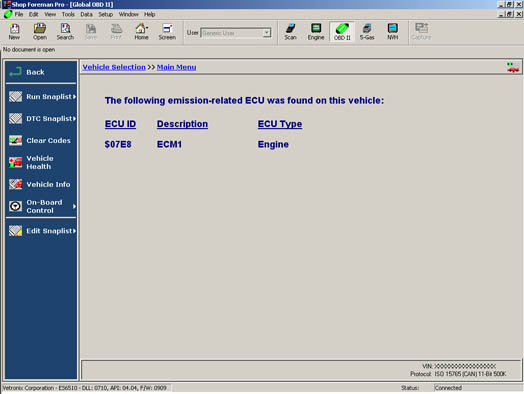 Shop Foreman Pro - [Global OBD II]
File Edit View Tools Data Setup Window Help
New Open Search Save Print Home Screen User Generic User Scan Engine OBD II 5-Gas NVH Capture
No document is open
Back
Vehicle Selection >> Main Menu
Run Snaplist
DTC Snaplist
Clear Codes
Vehicle
Health
Vehicle Info
On-Board
Control
Edit Snaplist
The following emission-related ECU was found on this vehicle:
ECU ID Description ECU Type
$07E8 ECM1 Engine
VIN: XXXXXXXXXXXXXXXXX
Protocol: ISO 15765 (CAN) 11-Bit 500K
Vetronix Corporation - ES6510 - DLL: 0710, API: 04.04, F/W: 0909 Status: Connected